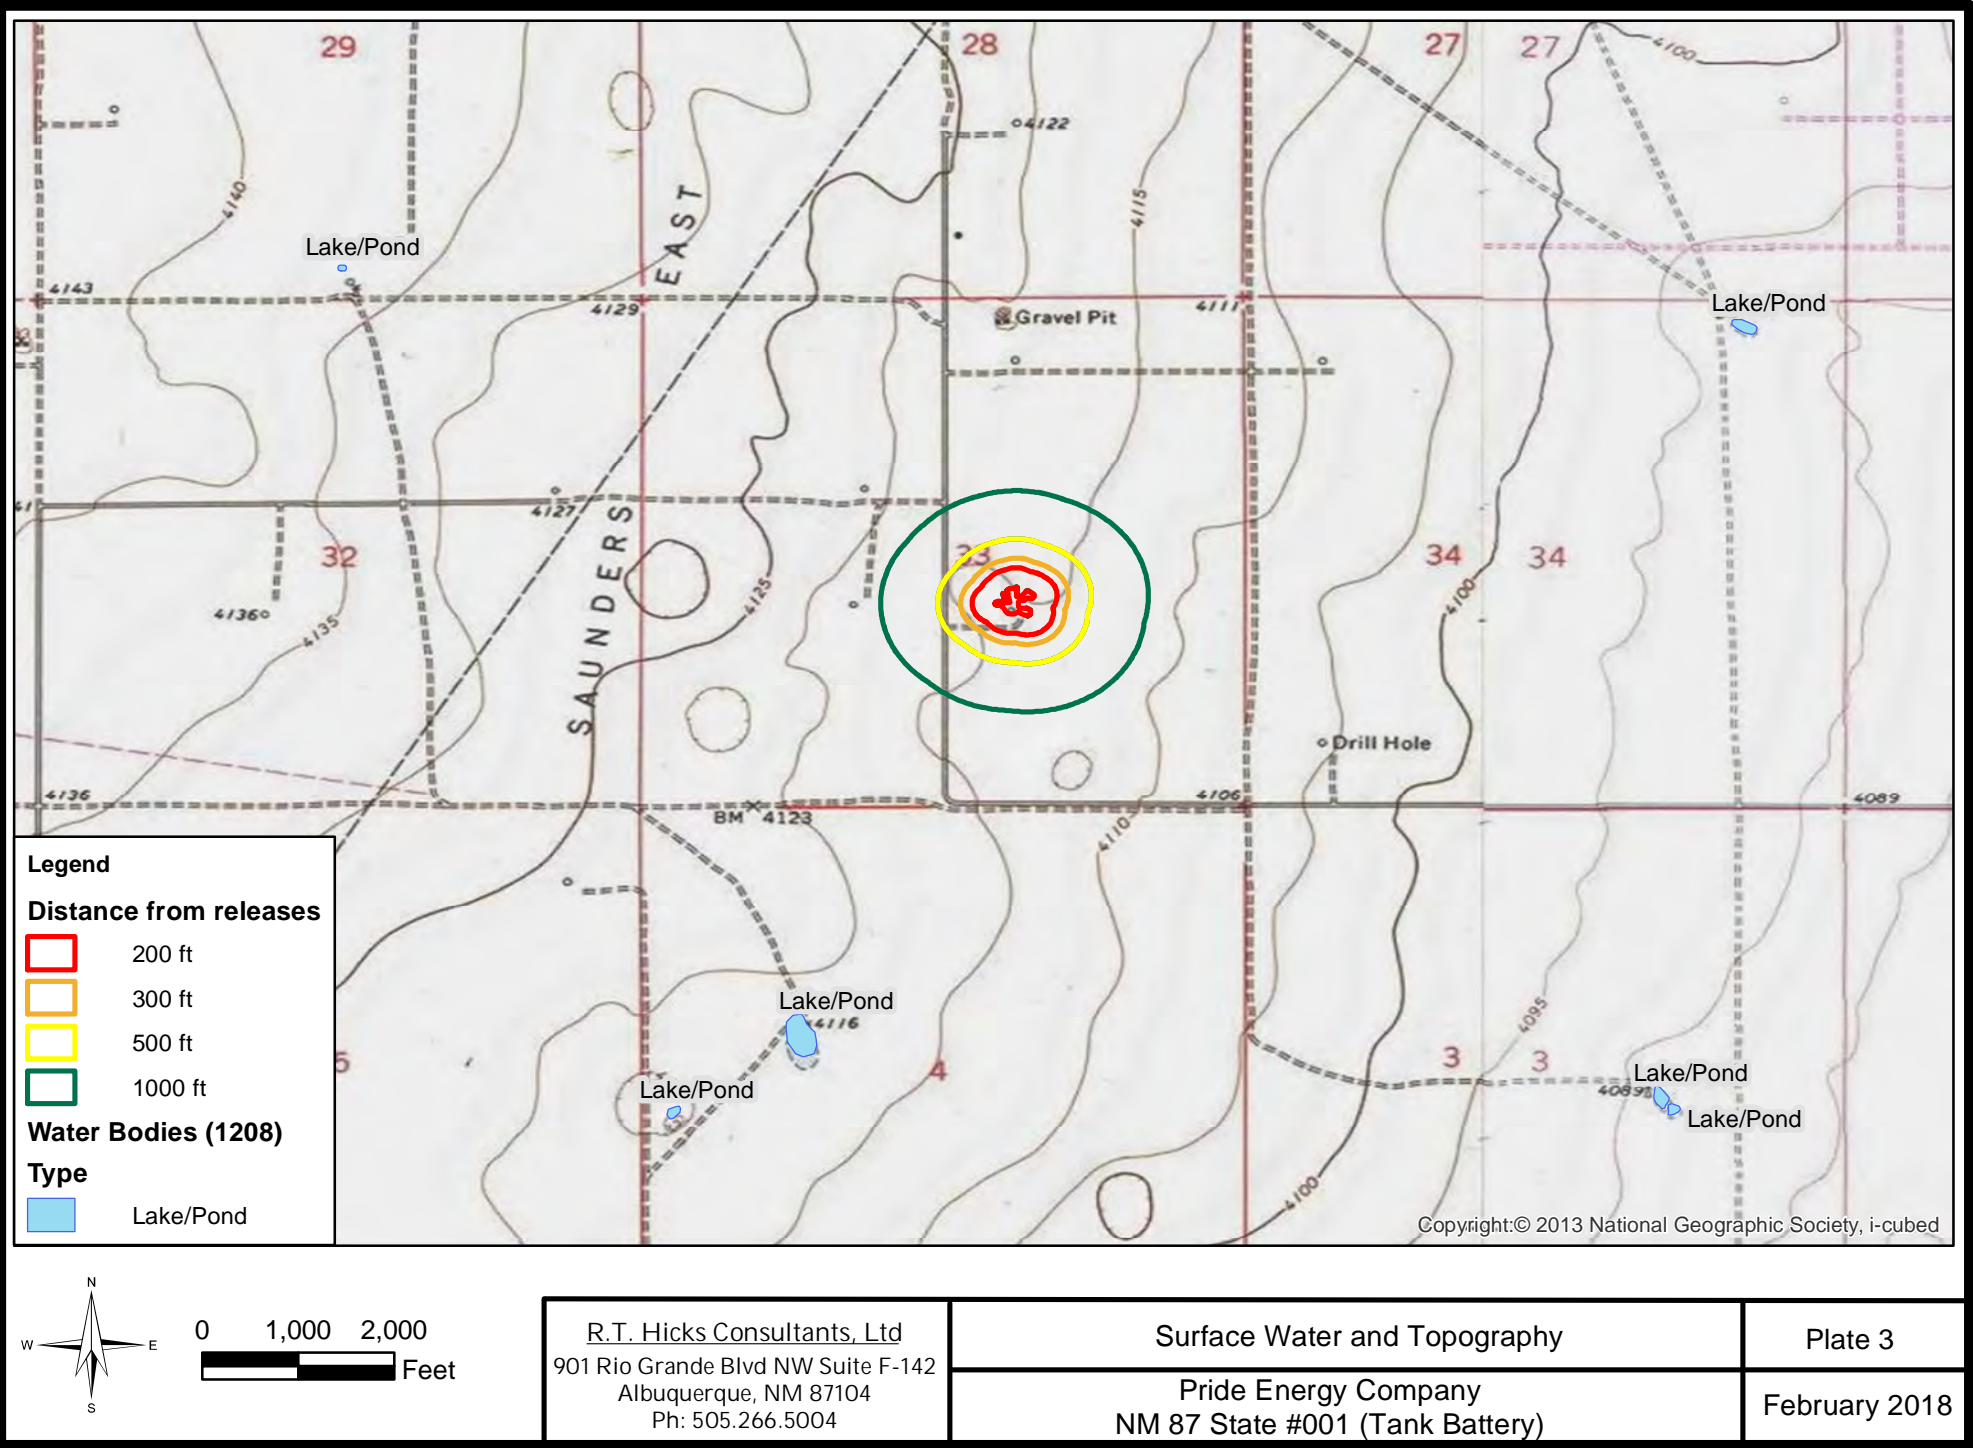 29
28
27
27
4122
4140
EAST
4115
4100
Lake/Pond
4143
4129
4111
Gravel Pit
Lake/Pond
41
4127
32
33
34
34
4136
4135
SAUNDERS
4125
4100
Drill Hole
4136
BM 4123
4106
4110
4089
4095
Lake/Pond
4116
5
4
3
3
Lake/Pond
Lake/Pond
4089
Lake/Pond
4100
Copyright:© 2013 National Geographic Society, i-cubed
Legend
Distance from releases
200 ft
300 ft
500 ft
1000 ft
Water Bodies (1208)
Type
Lake/Pond
N
W
E
S
0 1,000 2,000
Feet
R.T. Hicks Consultants, Ltd
901 Rio Grande Blvd NW Suite F-142
Albuquerque, NM 87104
Ph: 505.266.5004
Surface Water and Topography
Pride Energy Company
NM 87 State #001 (Tank Battery)
Plate 3
February 2018